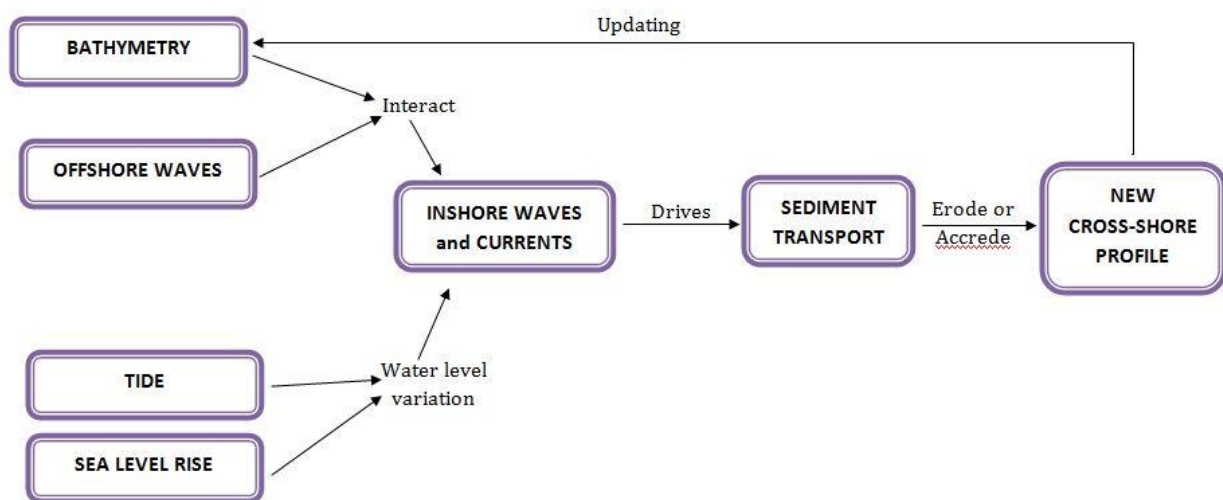 Updating
BATHYMETRY
Interact
OFFSHORE WAVES
INSHORE WAVES
and CURRENTS
Drives
SEDIMENT
TRANSPORT
Erode or
Accrede
NEW
CROSS-SHORE
PROFILE
TIDE
Water level
variation
SEA LEVEL RISE